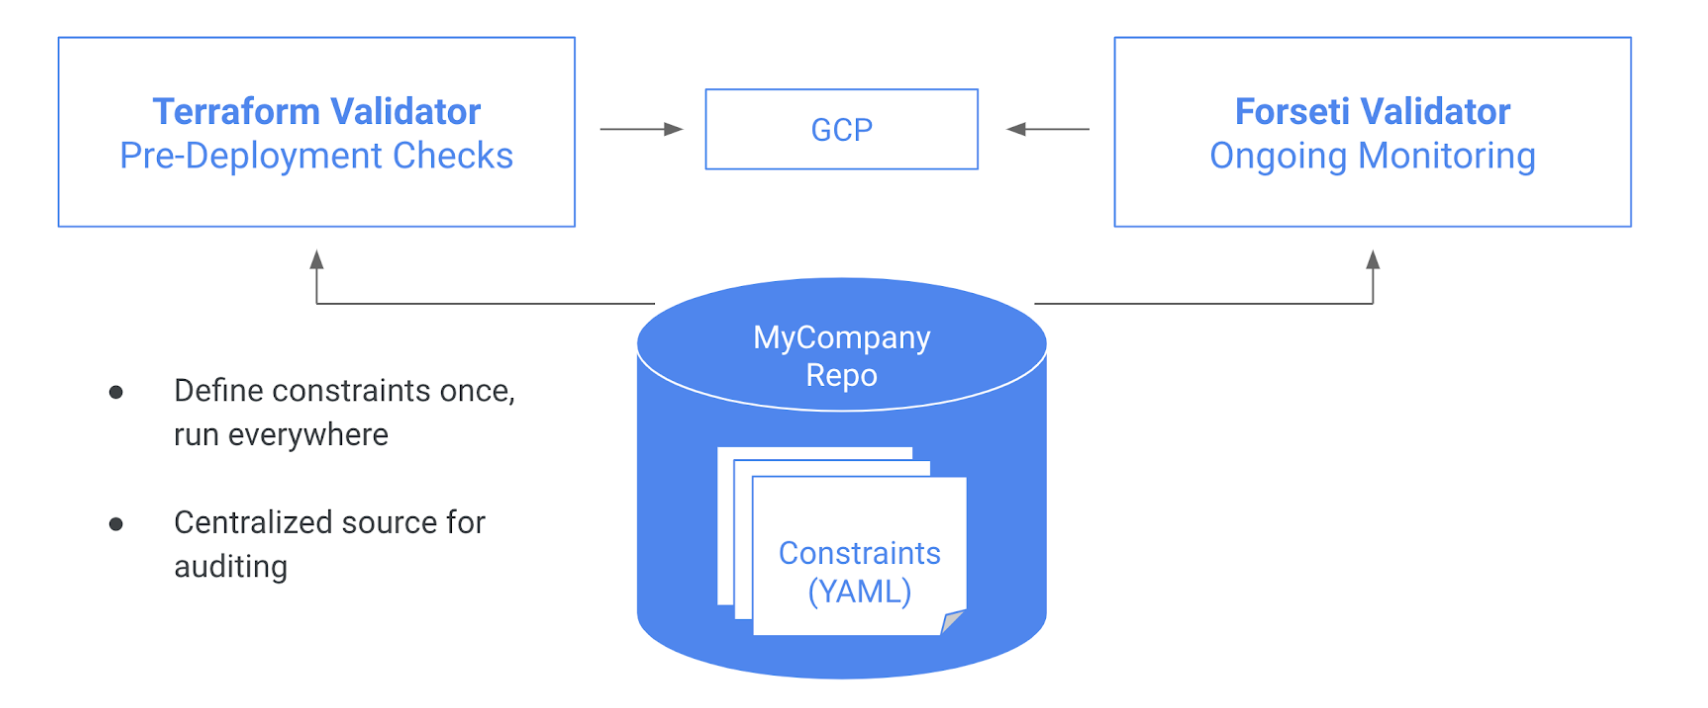 Terraform Validator
Pre-Deployment Checks
GCP
Forseti Validator
Ongoing Monitoring
MyCompany
Repo
● Define constraints once,
run everywhere
● Centralized source for
auditing
Constraints
(YAML)